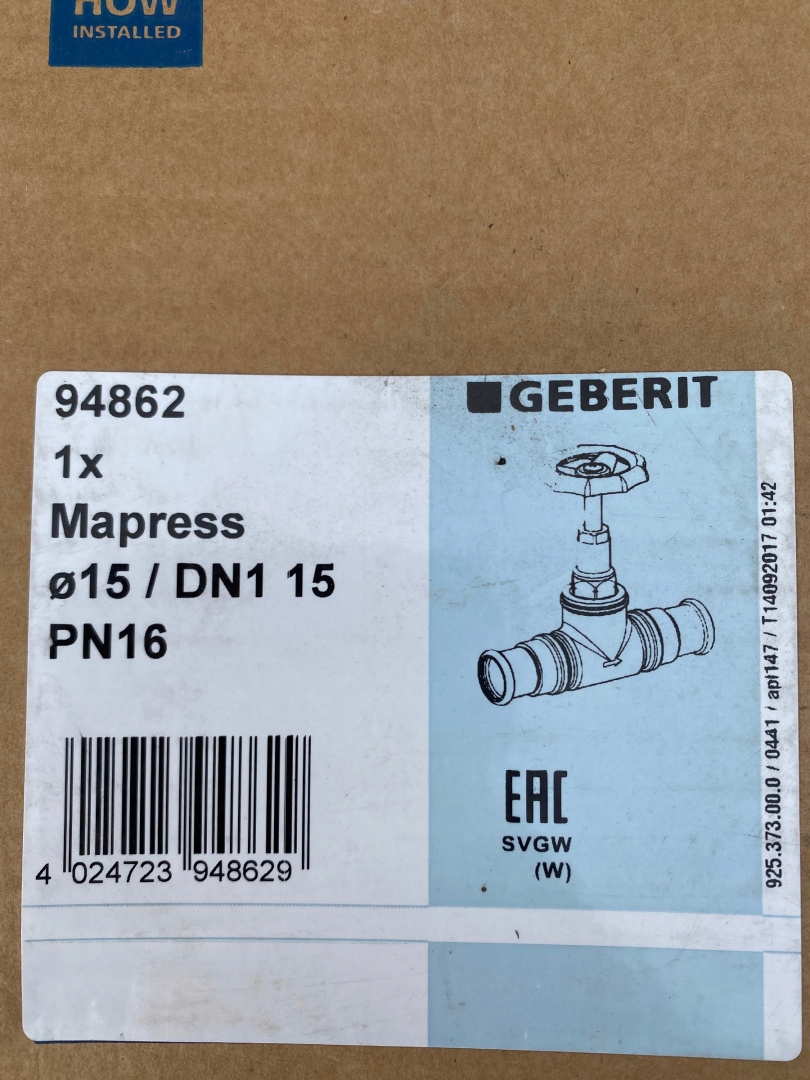 HOW
INSTALLED
94862
1x
Mapress
ø15 / DN1 15
PN16
4 024723 948629
GEBERIT
EAC
SVGW
(W)
925.373.00.0 / 0441 / apl147 / T14092017 01:42